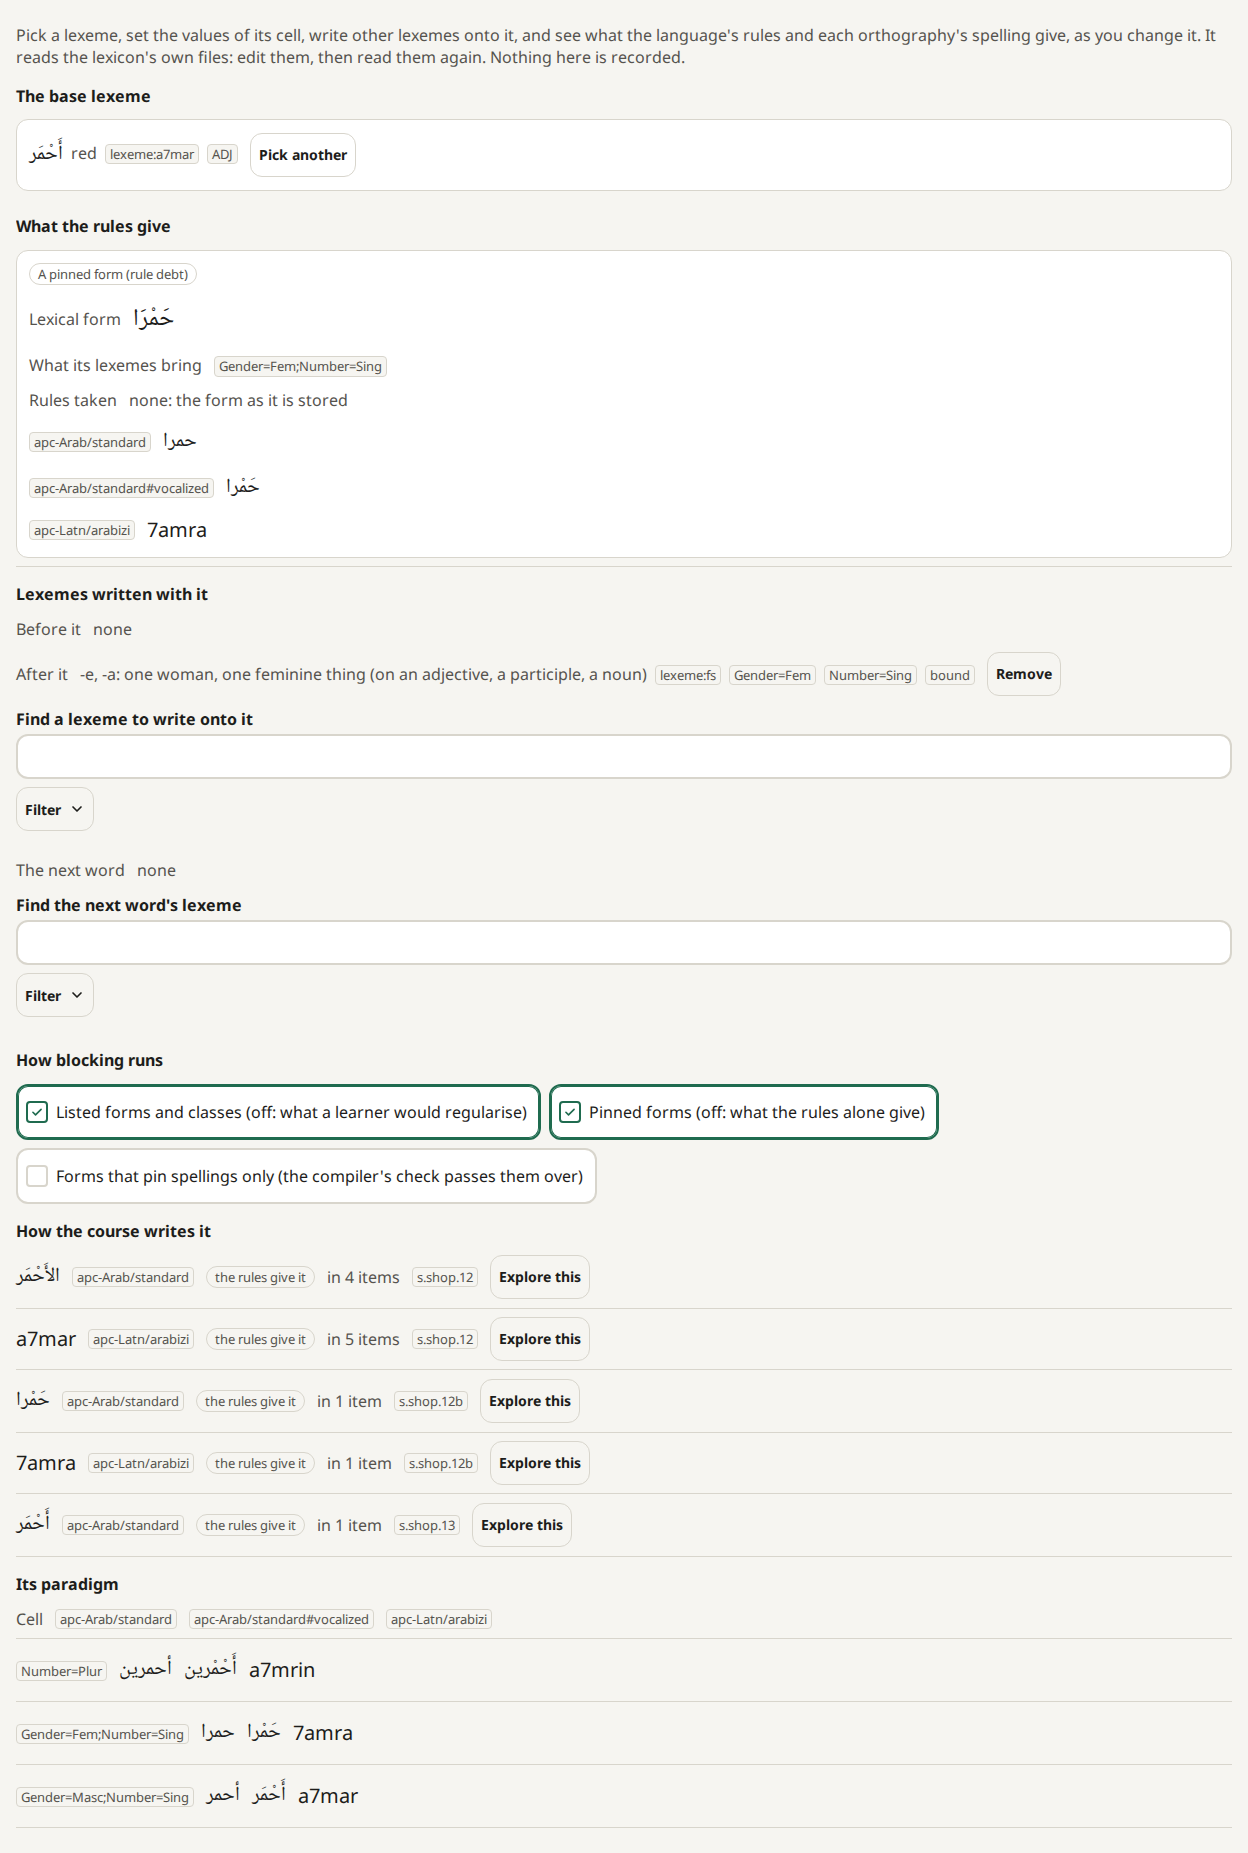 Pick a lexeme, set the values of its cell, write other lexemes onto it, and see what the language's rules and each orthography's spelling give, as you change it. It
reads the lexicon's own files: edit them, then read them again. Nothing here is recorded.
The base lexeme
أَحْمَر red lexeme:a7mar ADJ Pick another
What the rules give
A pinned form (rule debt)
Lexical form حَمْرَا
What its lexemes bring Gender=Fem;Number=Sing
Rules taken none: the form as it is stored
apc-Arab/standard حمرا
apc-Arab/standard#vocalized حَمْرا
apc-Latn/arabizi 7amra
Lexemes written with it
Before it none
After it -e, -a: one woman, one feminine thing (on an adjective, a participle, a noun) lexeme:fs Gender=Fem Number=Sing bound Remove
Find a lexeme to write onto it
Filter
The next word none
Find the next word's lexeme
Filter
How blocking runs
Listed forms and classes (off: what a learner would regularise) Pinned forms (off: what the rules alone give)
Forms that pin spellings only (the compiler's check passes them over)
How the course writes it
الأَحْمَر apc-Arab/standard the rules give it in 4 items s.shop.12 Explore this
a7mar apc-Latn/arabizi the rules give it in 5 items s.shop.12 Explore this
حَمْرا apc-Arab/standard the rules give it in 1 item s.shop.12b Explore this
7amra apc-Latn/arabizi the rules give it in 1 item s.shop.12b Explore this
أَحْمَر apc-Arab/standard the rules give it in 1 item s.shop.13 Explore this
Its paradigm
Cell apc-Arab/standard apc-Arab/standard#vocalized apc-Latn/arabizi
Number=Plur أحمرين أَحْمْرين a7mrin
Gender=Fem;Number=Sing حمرا حَمْرا 7amra
Gender=Masc;Number=Sing أحمر أَحْمَر a7mar